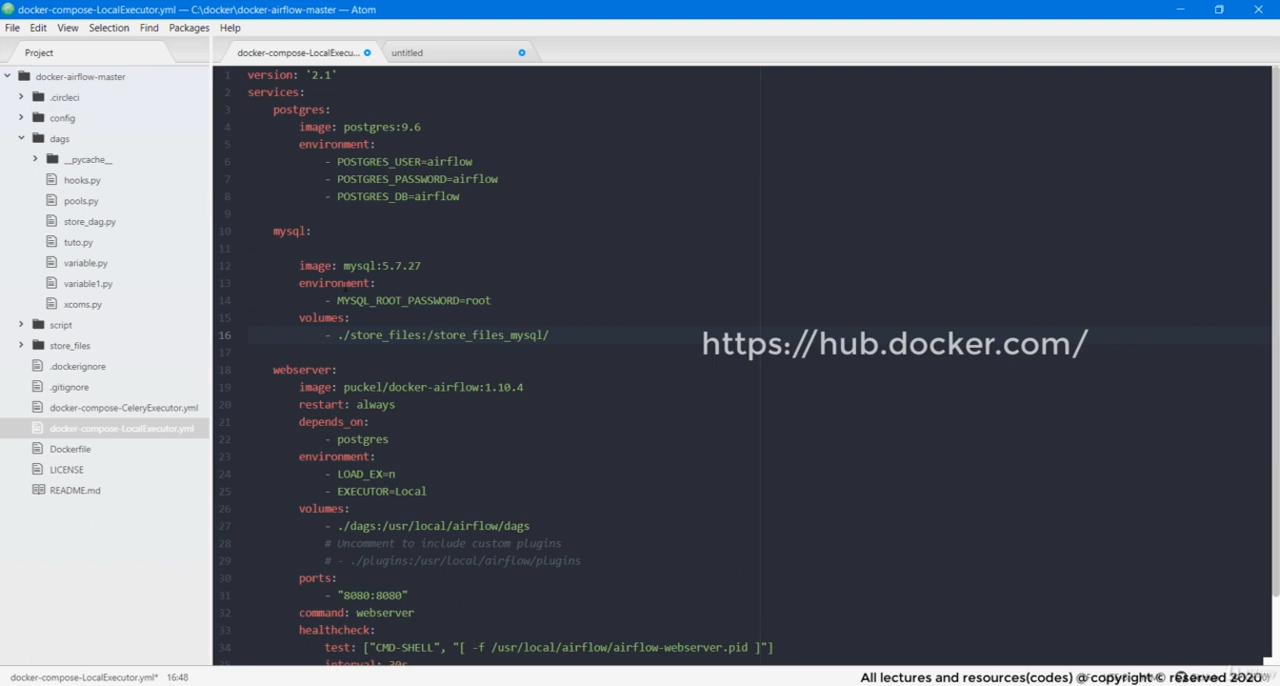 docker-compose-LocalExecutor.yml — C:\docker\docker-airflow-master — Atom
File Edit View Selection Find Packages Help
Project
docker-compose-LocalExecu...
untitled
docker-airflow-master
.circleci
config
dags
__pycache__
hooks.py
pools.py
store_dag.py
tuto.py
variable.py
variable1.py
xcoms.py
script
store_files
.dockerignore
.gitignore
docker-compose-CeleryExecutor.yml
docker-compose-LocalExecutor.yml
Dockerfile
LICENSE
README.md
1 version: '2.1'
2 services:
3 postgres:
4 image: postgres:9.6
5 environment:
6 - POSTGRES_USER=airflow
7 - POSTGRES_PASSWORD=airflow
8 - POSTGRES_DB=airflow
9
10 mysql:
11
12 image: mysql:5.7.27
13 environment:
14 - MYSQL_ROOT_PASSWORD=root
15 volumes:
16 - ./store_files:/store_files_mysql/
17
18 webserver:
19 image: puckel/docker-airflow:1.10.4
20 restart: always
21 depends_on:
22 - postgres
23 environment:
24 - LOAD_EX=n
25 - EXECUTOR=Local
26 volumes:
27 - ./dags:/usr/local/airflow/dags
28 # Uncomment to include custom plugins
29 # - ./plugins:/usr/local/airflow/plugins
30 ports:
31 - "8080:8080"
32 command: webserver
33 healthcheck:
34 test: ["CMD-SHELL", "[ -f /usr/local/airflow/airflow-webserver.pid ]"]
35 interval: 30s
https://hub.docker.com/
docker-compose-LocalExecutor.yml* 16:48
All lectures and resources(codes) @copyright © reserved 2020